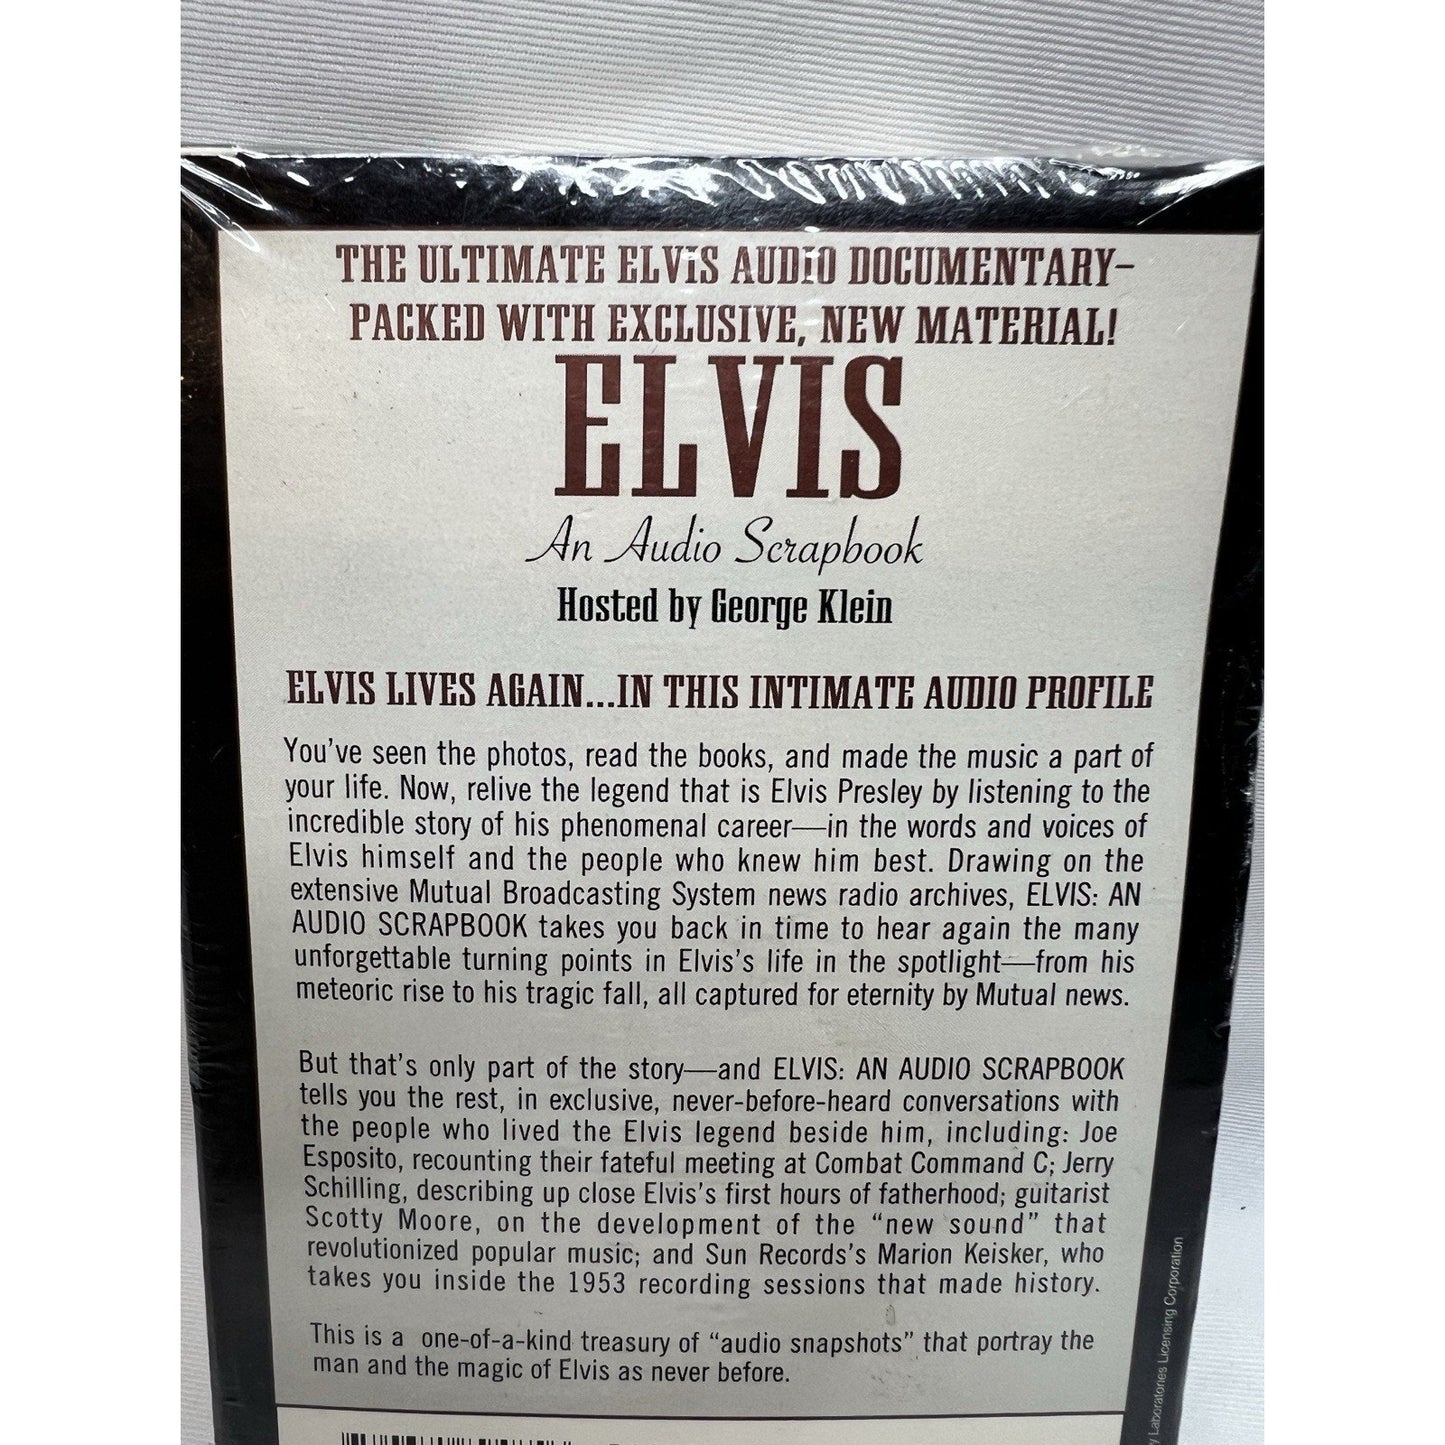 THE ULTIMATE ELVIS AUDIO DOCUMENTARY–
PACKED WITH EXCLUSIVE, NEW MATERIAL!
ELVIS
An Audio Scrapbook
Hosted by George Klein
ELVIS LIVES AGAIN...IN THIS INTIMATE AUDIO PROFILE
You've seen the photos, read the books, and made the music a part of
your life. Now, relive the legend that is Elvis Presley by listening to the
incredible story of his phenomenal career—in the words and voices of
Elvis himself and the people who knew him best. Drawing on the
extensive Mutual Broadcasting System news radio archives, ELVIS: AN
AUDIO SCRAPBOOK takes you back in time to hear again the many
unforgettable turning points in Elvis's life in the spotlight—from his
meteoric rise to his tragic fall, all captured for eternity by Mutual news.
But that's only part of the story—and ELVIS: AN AUDIO SCRAPBOOK
tells you the rest, in exclusive, never-before-heard conversations with
the people who lived the Elvis legend beside him, including: Joe
Esposito, recounting their fateful meeting at Combat Command C; Jerry
Schilling, describing up close Elvis's first hours of fatherhood; guitarist
Scotty Moore, on the development of the "new sound" that
revolutionized popular music; and Sun Records's Marion Keisker, who
takes you inside the 1953 recording sessions that made history.
This is a one-of-a-kind treasury of "audio snapshots" that portray the
man and the magic of Elvis as never before.
Laboratories Licensing Corporation